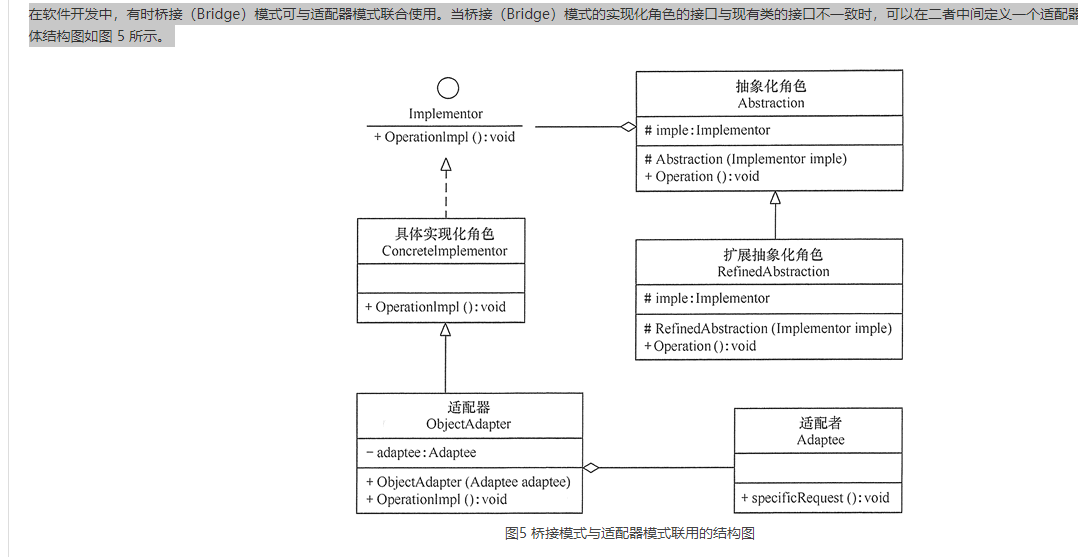 在软件开发中，有时桥接（Bridge）模式可与适配器模式联合使用。当桥接（Bridge）模式的实现化角色的接口与现有类的接口不一致时，可以在二者中间定义一个适配器
体结构图如图 5 所示。
Implementor
+ OperationImpl ():void
抽象化角色
Abstraction
# imple:Implementor
# Abstraction (Implementor imple)
+ Operation ():void
具体实现化角色
ConcreteImplementor
+ OperationImpl ():void
扩展抽象化角色
RefinedAbstraction
# imple:Implementor
# RefinedAbstraction (Implementor imple)
+Operation ():void
适配器
ObjectAdapter
− adaptee:Adaptee
+ ObjectAdapter (Adaptee adaptee)
+ OperationImpl ():void
适配者
Adaptee
+ specificRequest ():void
图5 桥接模式与适配器模式联用的结构图